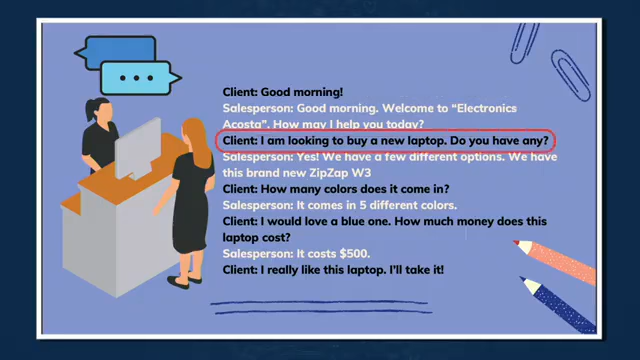 Client: Good morning!
Salesperson: Good morning. Welcome to “Electronics
Acosta”. How may I help you today?
Client: I am looking to buy a new laptop. Do you have any?
Salesperson: Yes! We have a few different options. We have
this brand new ZipZap W3
Client: How many colors does it come in?
Salesperson: It comes in 5 different colors.
Client: I would love a blue one. How much money does this
laptop cost?
Salesperson: It costs $500.
Client: I really like this laptop. I’ll take it!